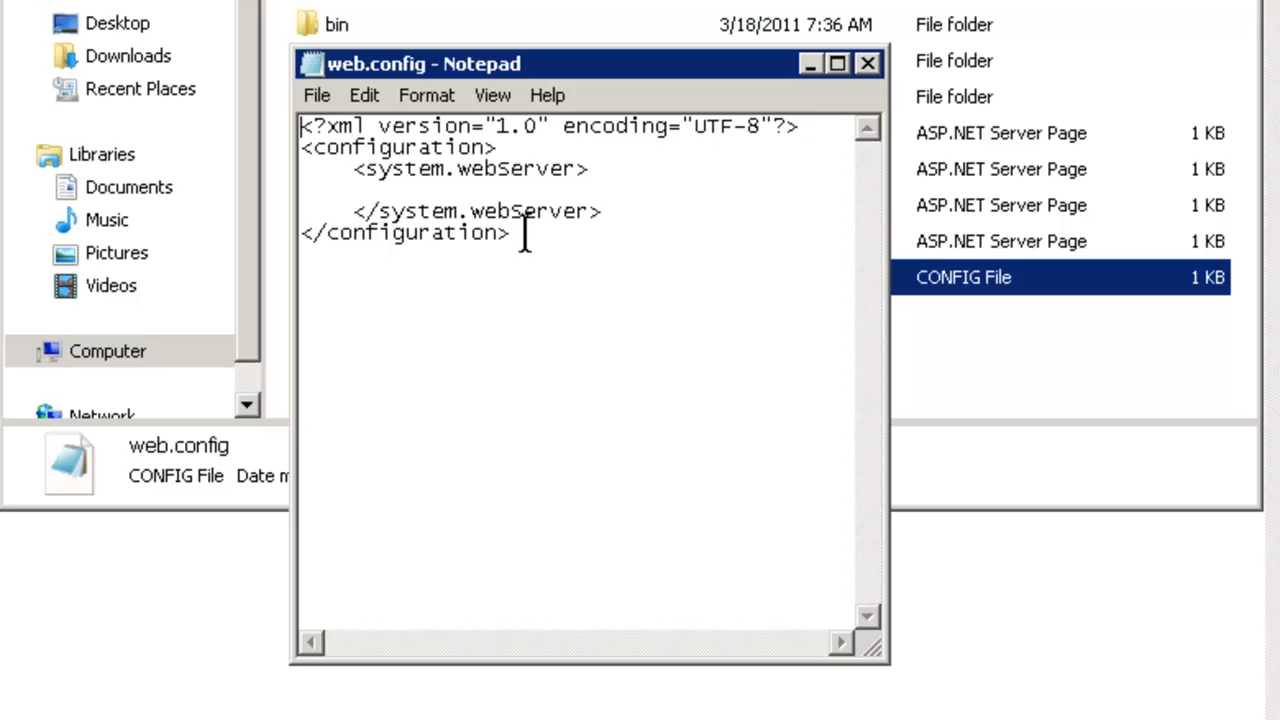 Desktop
Downloads
Recent Places
Libraries
Documents
Music
Pictures
Videos
Computer
Network
bin 3/18/2011 7:36 AM File folder
File folder
File folder
ASP.NET Server Page 1 KB
ASP.NET Server Page 1 KB
ASP.NET Server Page 1 KB
ASP.NET Server Page 1 KB
CONFIG File 1 KB
web.config - Notepad
File Edit Format View Help
<?xml version="1.0" encoding="UTF-8"?>
<configuration>
    <system.webServer>

    </system.webServer>
</configuration>
web.config
CONFIG File Date m